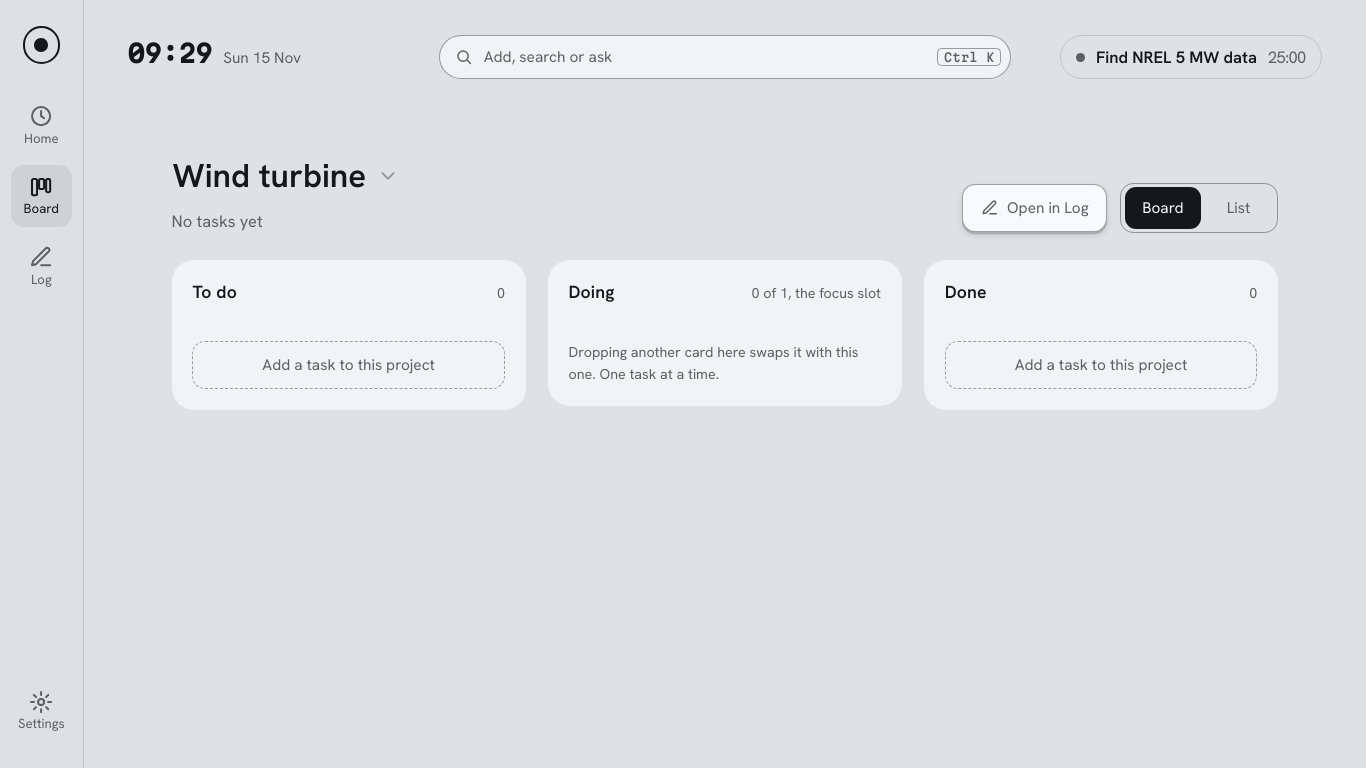 09:29 Sun 15 Nov
Add, search or ask
Ctrl K
Find NREL 5 MW data 25:00
Home
Board
Log
Settings
Wind turbine
No tasks yet
Open in Log
Board
List
To do
0
Add a task to this project
Doing
0 of 1, the focus slot
Dropping another card here swaps it with this
one. One task at a time.
Done
0
Add a task to this project